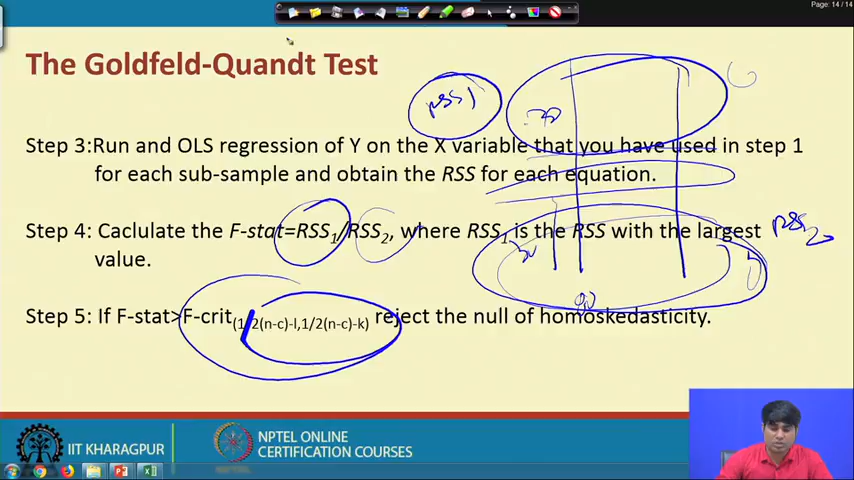 Page: 14 / 14
The Goldfeld-Quandt Test
RSS1
Step 3:Run and OLS regression of Y on the X variable that you have used in step 1
for each sub-sample and obtain the RSS for each equation.
Step 4: Caclulate the F-stat=RSS1/RSS2, where RSS1 is the RSS with the largest
value.
RSS2
30
90
Step 5: If F-stat>F-crit(1/2(n-c)-l,1/2(n-c)-k) reject the null of homoskedasticity.
IIT KHARAGPUR
NPTEL ONLINE
CERTIFICATION COURSES